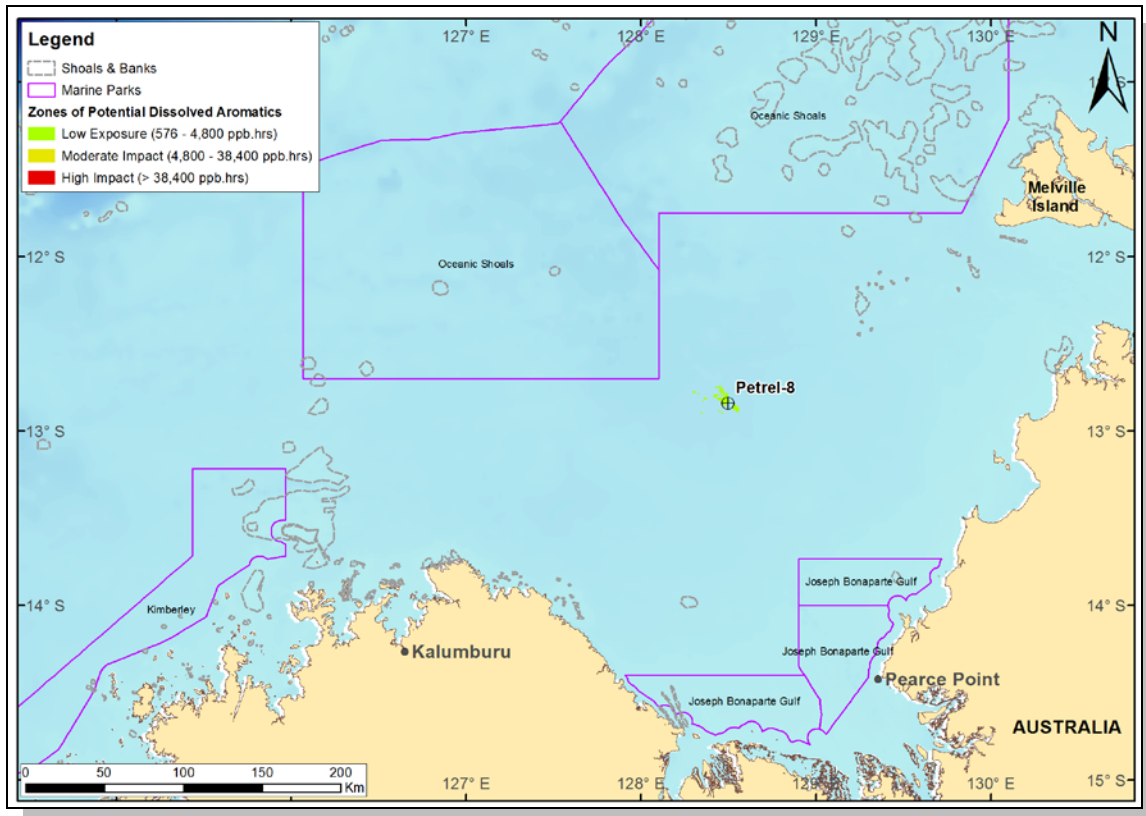 Legend
Shoals & Banks
Marine Parks
Zones of Potential Dissolved Aromatics
Low Exposure (576 - 4,800 ppb.hrs)
Moderate Impact (4,800 - 38,400 ppb.hrs)
High Impact (> 38,400 ppb.hrs)
127° E
128° E
129° E
130° E
N
Oceanic Shoals
Melville
Island
12° S
Oceanic Shoals
12° S
Petrel-8
13° S
13° S
Joseph Bonaparte Gulf
14° S
Kimberley
14° S
Kalumburu
Joseph Bonaparte Gulf
Pearce Point
Joseph Bonaparte Gulf
AUSTRALIA
0 50 100 150 200
Km
127° E
128° E
130° E
15° S